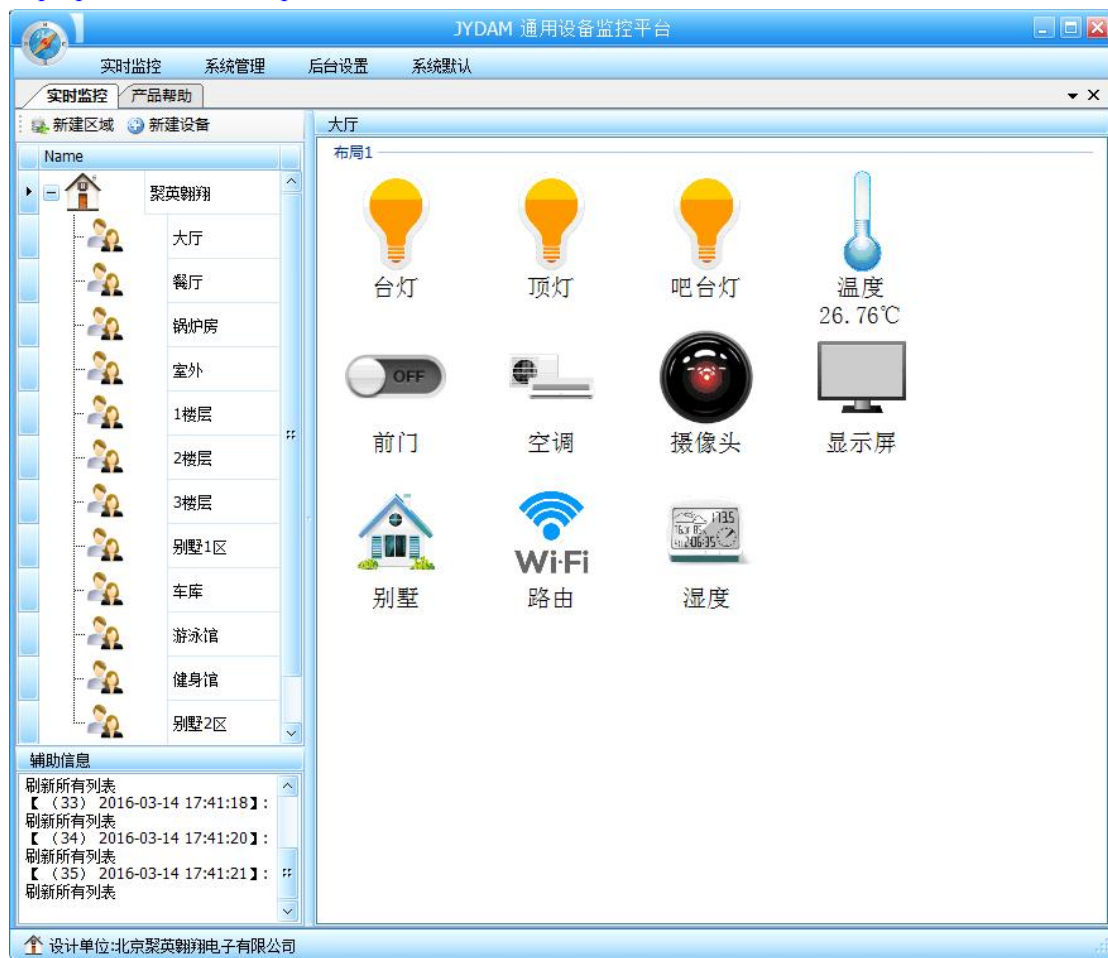 JYDAM 通用设备监控平台
实时监控 系统管理 后台设置 系统默认
实时监控 产品帮助
新建区域 新建设备
大厅
Name
布局1
聚英翱翔
大厅
餐厅
锅炉房
室外
1楼层
2楼层
3楼层
别墅1区
车库
游泳馆
健身馆
别墅2区
台灯 顶灯 吧台灯 温度
26.76℃
OFF
前门 空调 摄像头 显示屏
Wi-Fi
别墅 路由 湿度
辅助信息
刷新所有列表
【 (33) 2016-03-14 17:41:18】:
刷新所有列表
【 (34) 2016-03-14 17:41:20】:
刷新所有列表
【 (35) 2016-03-14 17:41:21】:
刷新所有列表
设计单位:北京聚英翱翔电子有限公司